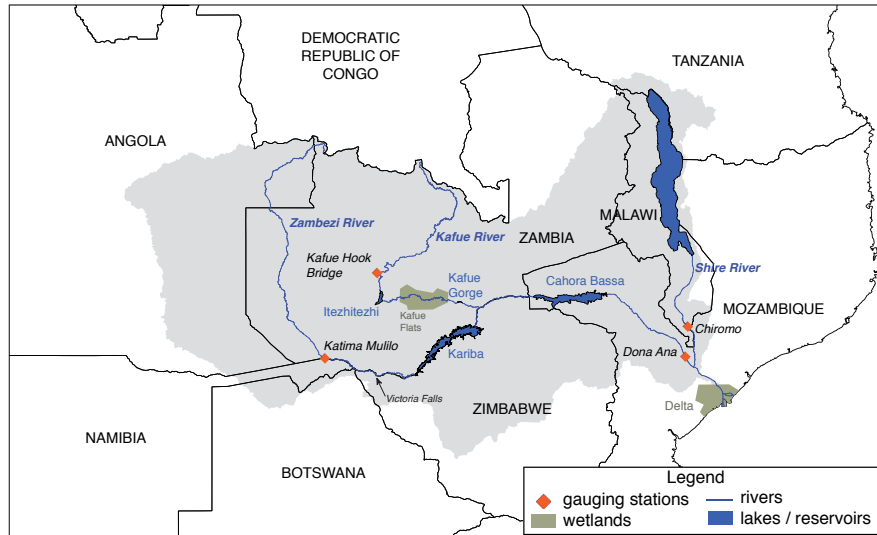 DEMOCRATIC
REPUBLIC OF
CONGO
TANZANIA
ANGOLA
MALAWI
Zambezi River
Kafue River
ZAMBIA
Kafue Hook
Bridge
Shire River
Kafue
Gorge
Cahora Bassa
Itezhitezhi
MOZAMBIQUE
Kafue
Flats
Chiromo
Katima Mulilo
Kariba
Dona Ana
Victoria Falls
Delta
ZIMBABWE
NAMIBIA
BOTSWANA
Legend
gauging stations
rivers
wetlands
lakes / reservoirs